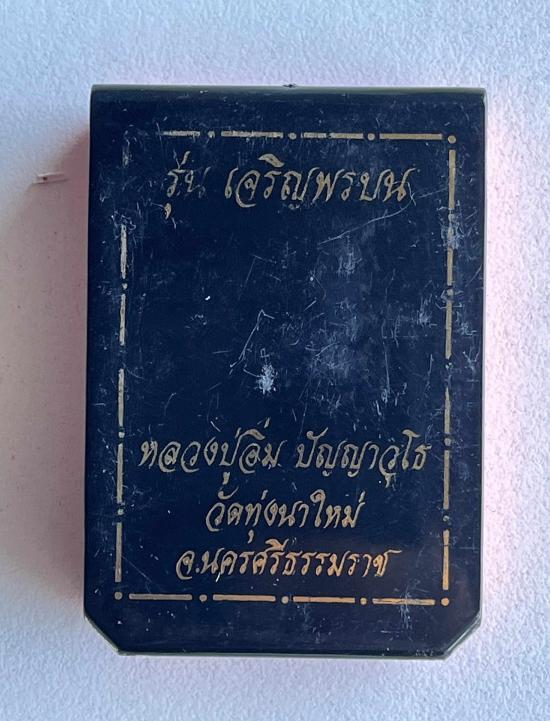 รุ่น เจริญพรบน
หลวงปู่อิ่ม ปัญญาวุโธ
วัดทุ่งนาใหม่
จ.นครศรีธรรมราช